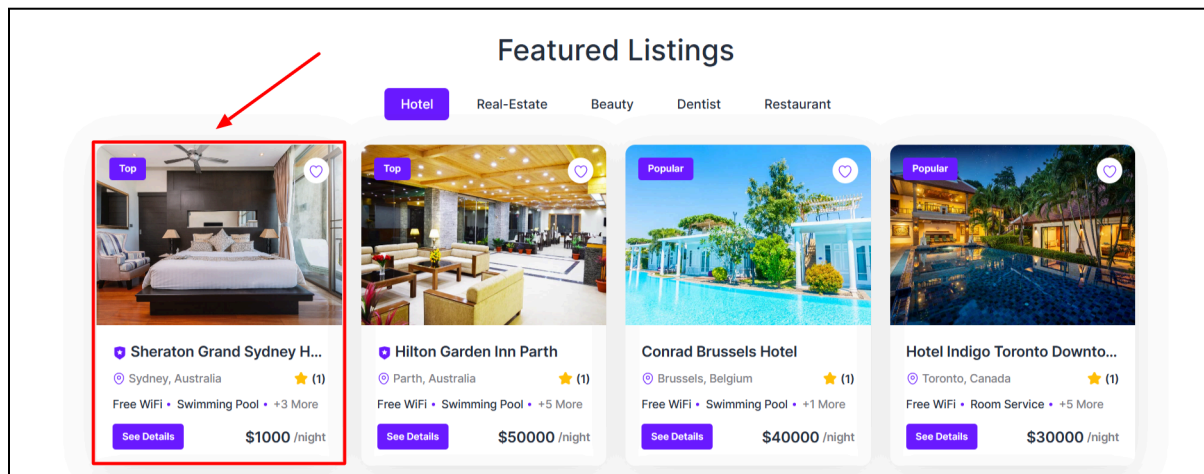 Featured Listings
Hotel Real-Estate Beauty Dentist Restaurant
Top
Sheraton Grand Sydney H...
Sydney, Australia (1)
Free WiFi • Swimming Pool • +3 More
See Details $1000 /night
Top
Hilton Garden Inn Parth
Parth, Australia (1)
Free WiFi • Swimming Pool • +5 More
See Details $50000 /night
Popular
Conrad Brussels Hotel
Brussels, Belgium (1)
Free WiFi • Swimming Pool • +1 More
See Details $40000 /night
Popular
Hotel Indigo Toronto Downto...
Toronto, Canada (1)
Free WiFi • Room Service • +5 More
See Details $30000 /night